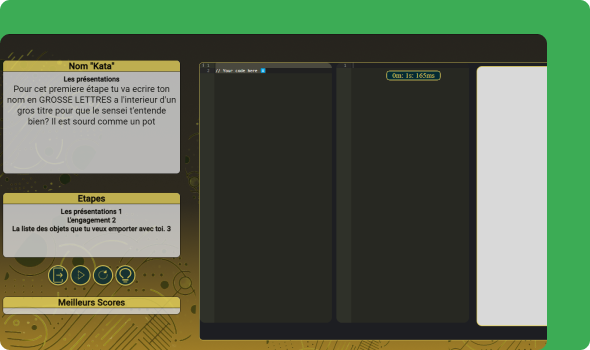 Nom "Kata"
Les présentations
Pour cet premiere étape tu va ecrire ton
nom en GROSSE LETTRES a l'interieur d'un
gros titre pour que le sensei t'entende
bien? Il est sourd comme un pot
Etapes
Les présentations 1
L'engagement 2
La liste des objets que tu veux emporter avec toi. 3
Meilleurs Scores
1
2 // Your code here
1
0m: 1s: 165ms